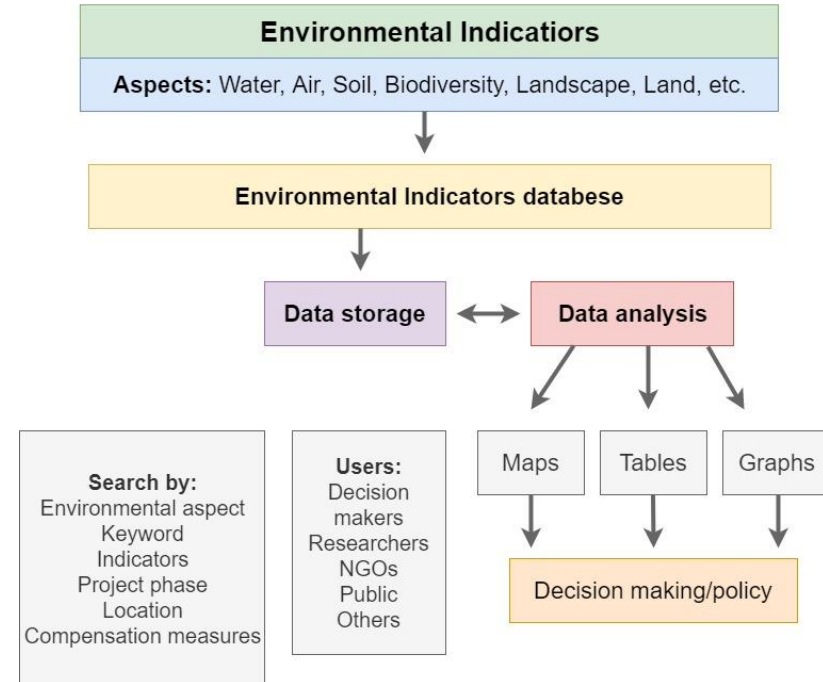 Environmental Indicatiors
Aspects: Water, Air, Soil, Biodiversity, Landscape, Land, etc.
Environmental Indicators databese
Data storage
Data analysis
Maps
Tables
Graphs
Search by:
Environmental aspect
Keyword
Indicators
Project phase
Location
Compensation measures
Users:
Decision
makers
Researchers
NGOs
Public
Others
Decision making/policy